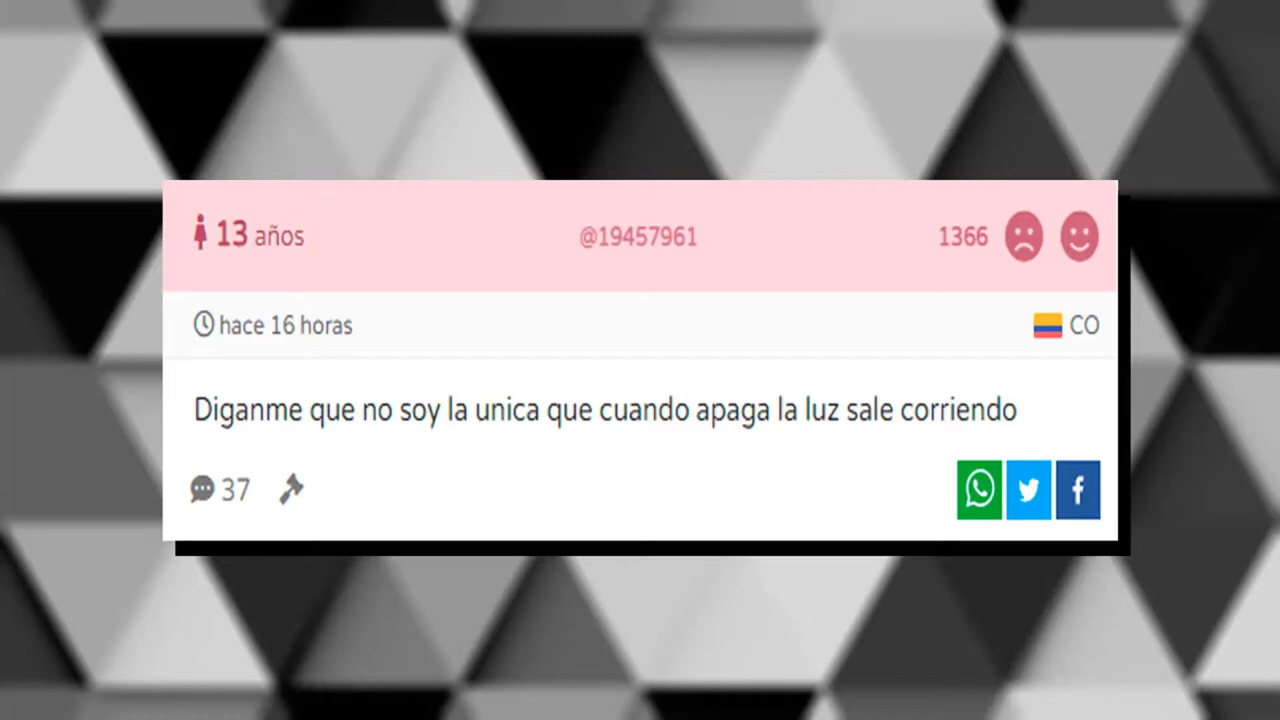 13 años @19457961 1366
hace 16 horas CO
Diganme que no soy la unica que cuando apaga la luz sale corriendo
37